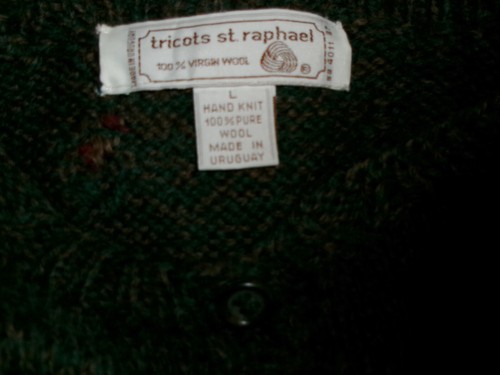 tricots st. raphael
100% VIRGIN WOOL
L
HAND KNIT
100% PURE
WOOL
MADE IN
URUGUAY